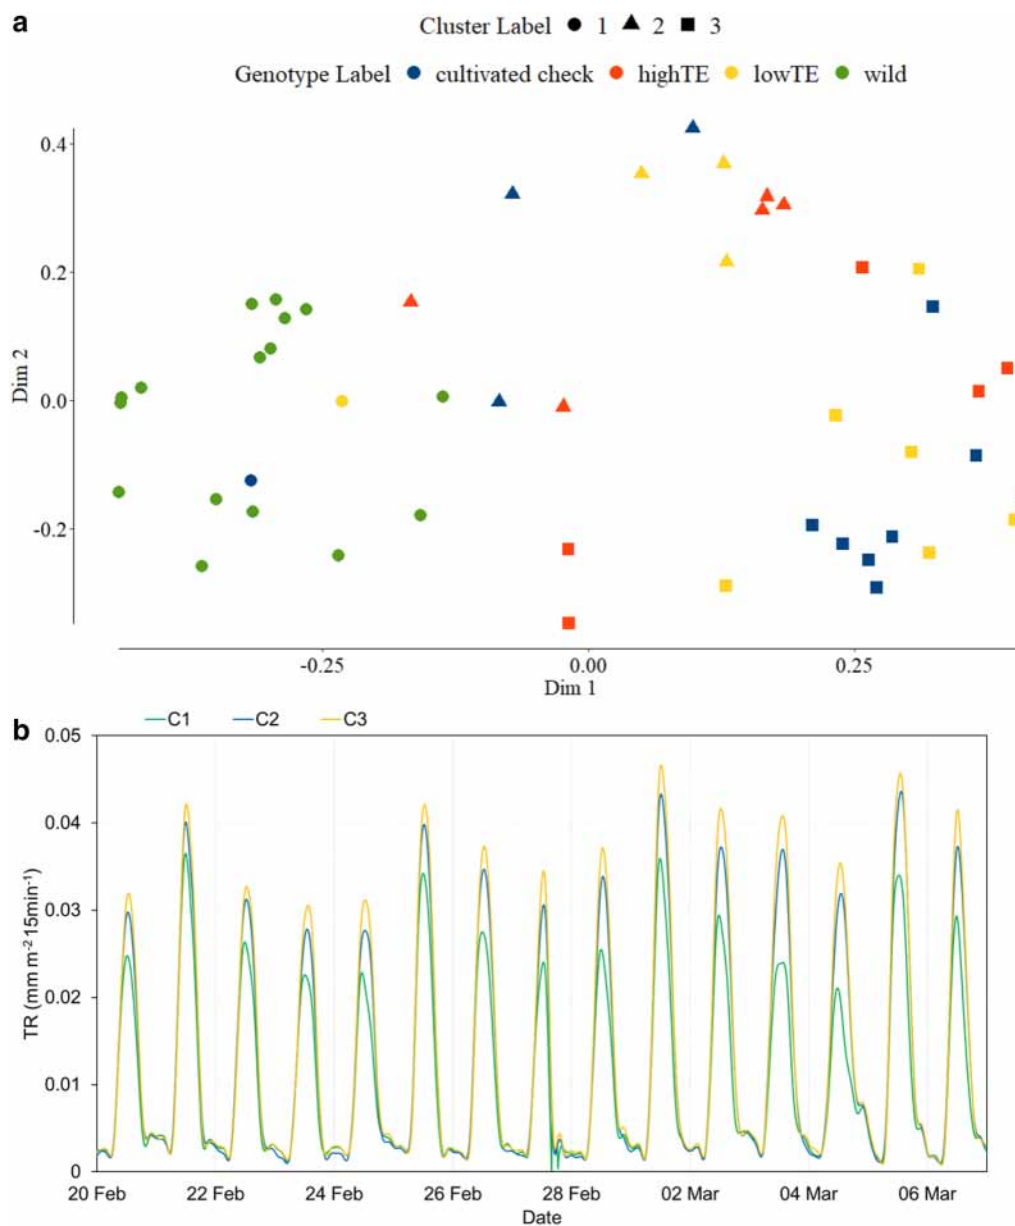 a
Cluster Label 1 2 3
Genotype Label cultivated check highTE lowTE wild
0.4
0.2
0.0
-0.2
Dim 2
-0.25 0.00 0.25
Dim 1
b
C1 C2 C3
0.05
0.04
0.03
0.02
0.01
0
TR (mm m-2 15min-1)
20 Feb 22 Feb 24 Feb 26 Feb 28 Feb 02 Mar 04 Mar 06 Mar
Date